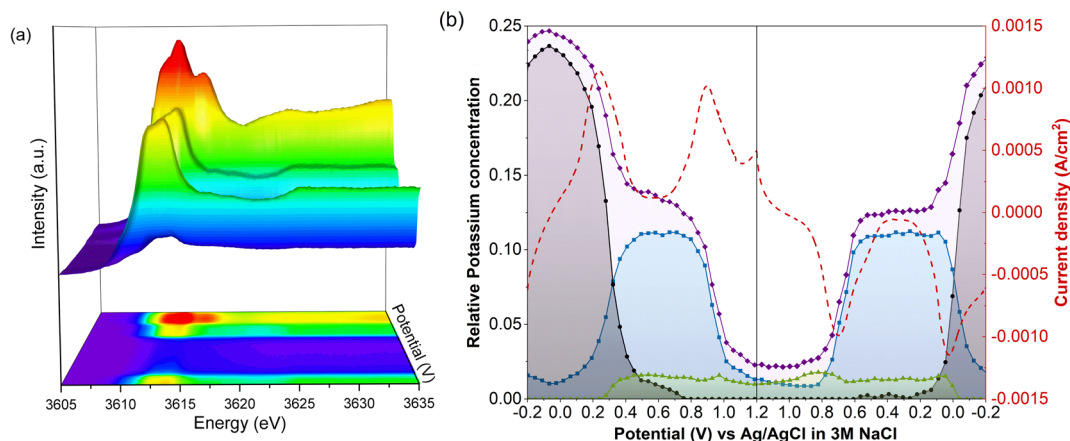 (a)
Intensity (a.u.)
3605 3610 3615 3620 3625 3630 3635
Energy (eV)
Potential (V)
(b)
Relative Potassium concentration
0.25
0.20
0.15
0.10
0.05
0.00
-0.2 0.0 0.2 0.4 0.6 0.8 1.0 1.2 1.0 0.8 0.6 0.4 0.2 0.0 -0.2
Potential (V) vs Ag/AgCl in 3M NaCl
0.0015
0.0010
0.0005
0.0000
-0.0005
-0.0010
-0.0015
Current density (A/cm²)